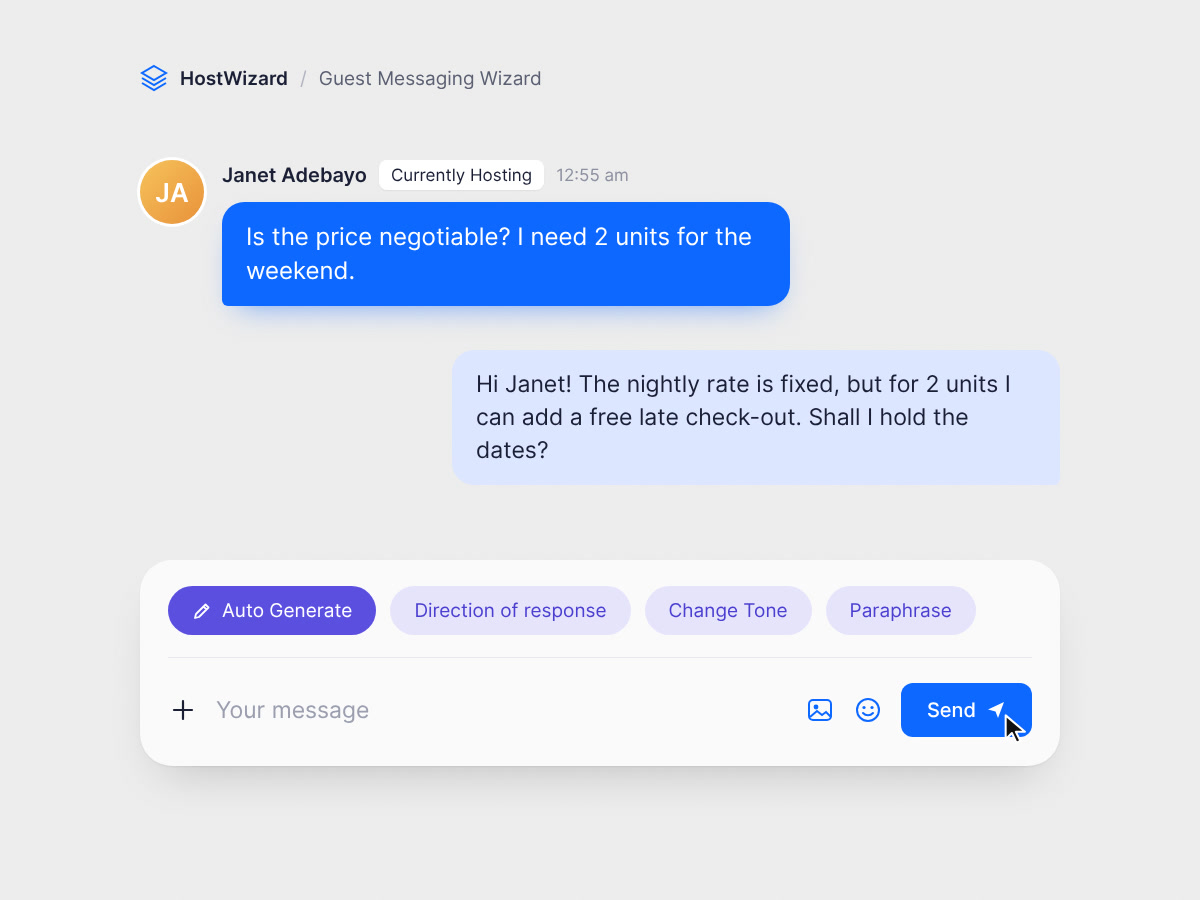 HostWizard / Guest Messaging Wizard
JA
Janet Adebayo Currently Hosting 12:55 am
Is the price negotiable? I need 2 units for the
weekend.
Hi Janet! The nightly rate is fixed, but for 2 units I
can add a free late check-out. Shall I hold the
dates?
Auto Generate Direction of response Change Tone Paraphrase
Your message Send